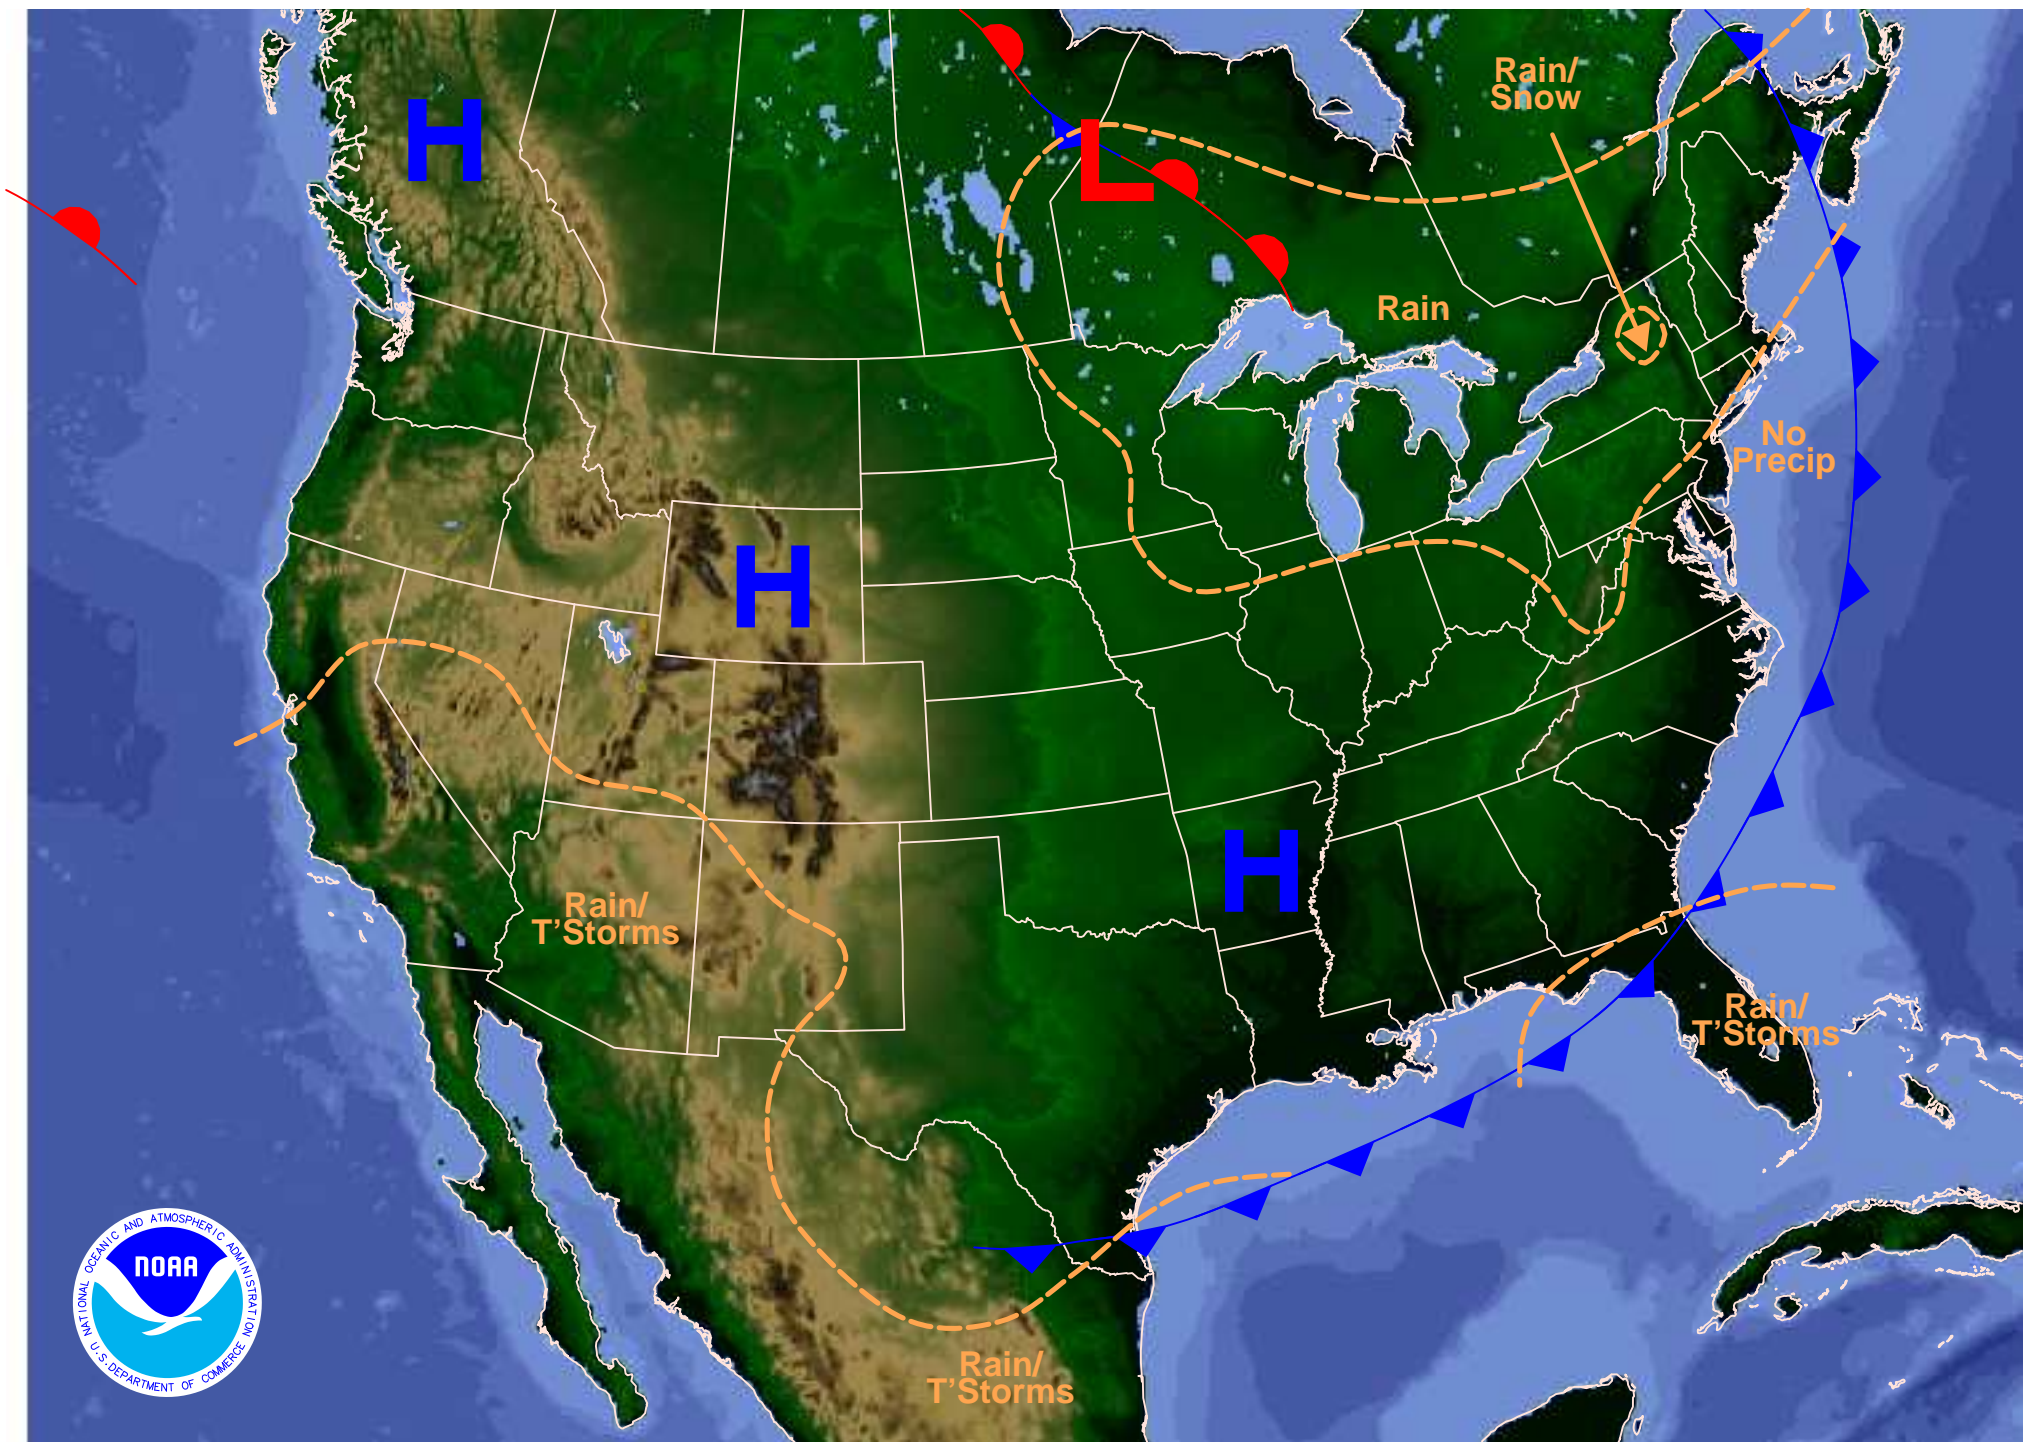 H
L
Rain/
Snow
Rain
No
Precip
H
H
Rain/
T'Storms
Rain/
T'Storms
Rain/
T'Storms
NATIONAL OCEANIC AND ATMOSPHERIC ADMINISTRATION
NOAA
U.S. DEPARTMENT OF COMMERCE